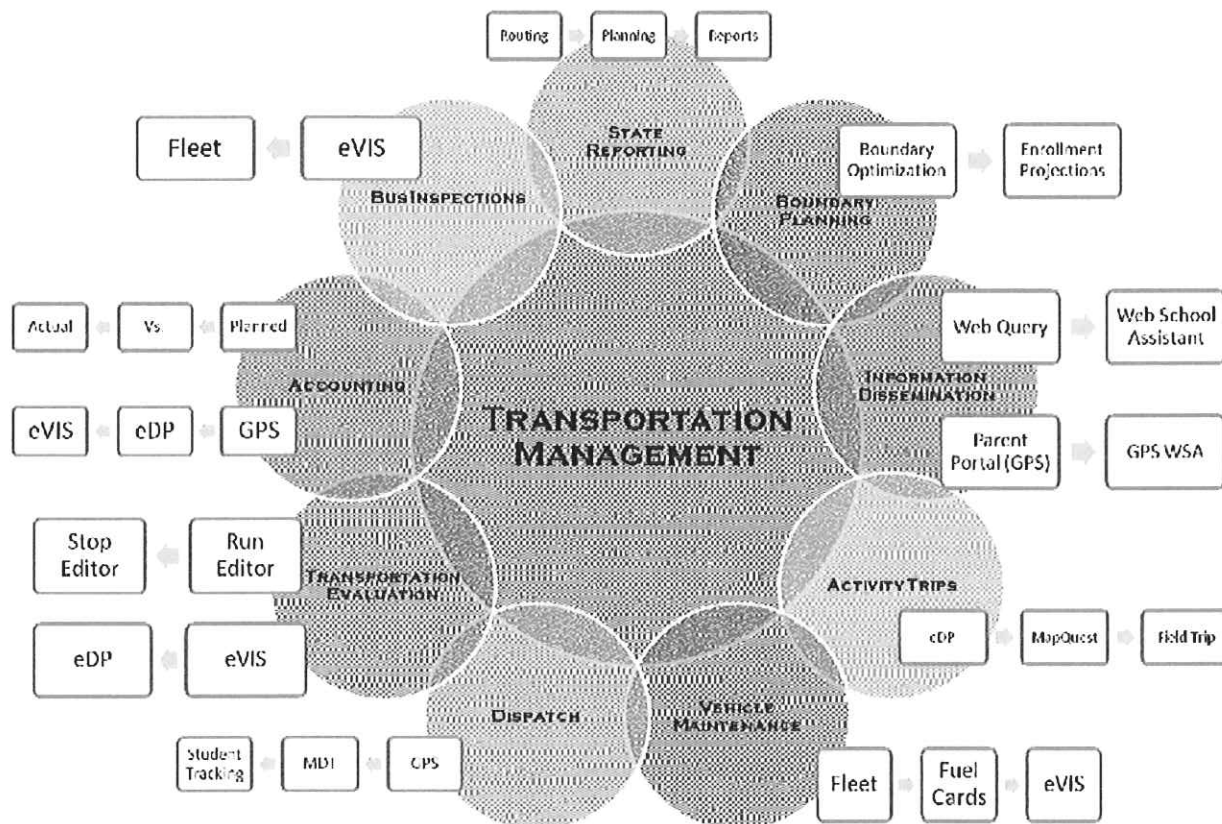 Routing
Planning
Reports
STATE
REPORTING
Fleet
eVIS
BUSINSPECTIONS
Boundary
Optimization
Enrollment
Projections
BOUNDARY
PLANNING
Actual
Vs.
Planned
ACCOUNTING
eVIS
eDP
GPS
Web Query
Web School
Assistant
INFORMATION
DISSEMINATION
Parent
Portal (GPS)
GPS WSA
TRANSPORTATION
MANAGEMENT
Stop
Editor
Run
Editor
TRANSPORTATION
EVALUATION
eDP
eVIS
ACTIVITY TRIPS
eDP
MapQuest
Field Trip
DISPATCH
Student
Tracking
MDT
GPS
VEHICLE
MAINTENANCE
Fleet
Fuel
Cards
eVIS